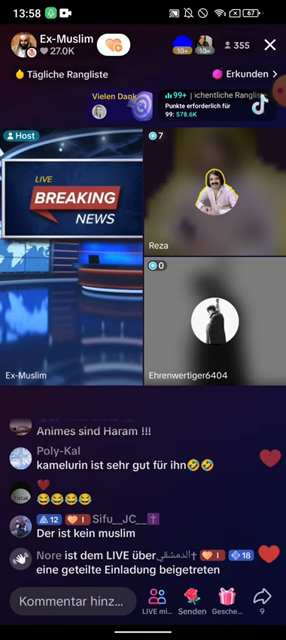 13:58
67
Ex-Muslim
27.0K
10+
10+
355
Tägliche Rangliste
Erkunden
Vielen Dank
99+
Punkte erforderlich für
99: 578.6K
Host
LIVE
BREAKING
NEWS
7
Reza
0
Ex-Muslim
Ehrenwertiger6404
Animes sind Haram !!!
Poly-Kal
kamelurin ist sehr gut für ihn🤣🤣
❤️
😂😂😂😂
12 I Sifu__JC__✝️
Der ist kein muslim
Nore ist dem LIVE über الدمشقي✝ I 18
eine geteilte Einladung beigetreten
Kommentar hinz...
LIVE mi...
Senden
Gesche...
9